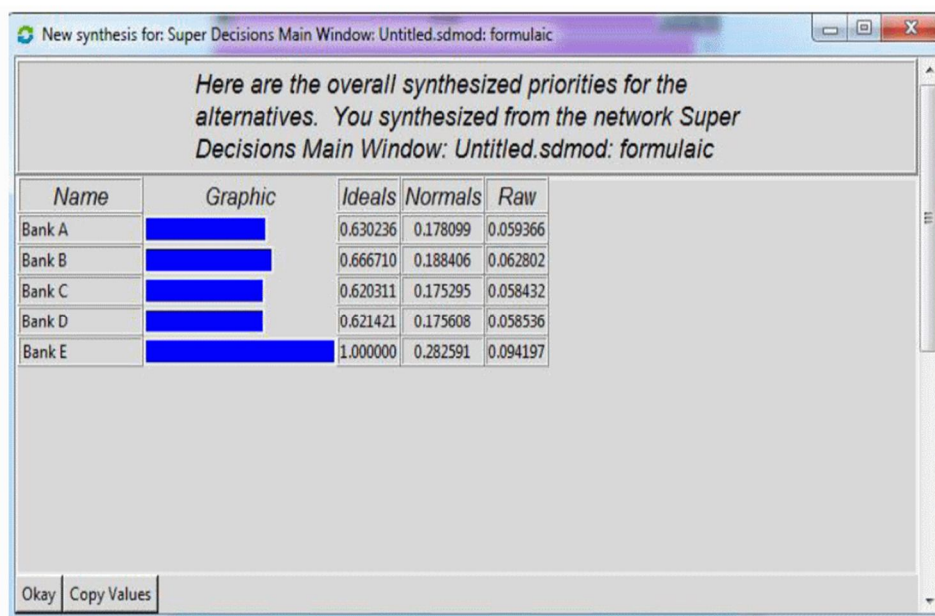 New synthesis for: Super Decisions Main Window: Untitled.sdmod: formulaic
Here are the overall synthesized priorities for the
alternatives. You synthesized from the network Super
Decisions Main Window: Untitled.sdmod: formulaic
Name Graphic Ideals Normals Raw
Bank A 0.630236 0.178099 0.059366
Bank B 0.666710 0.188406 0.062802
Bank C 0.620311 0.175295 0.058432
Bank D 0.621421 0.175608 0.058536
Bank E 1.000000 0.282591 0.094197
Okay Copy Values